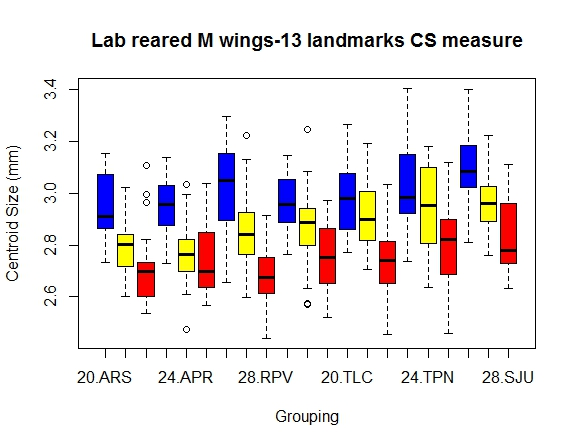 Lab reared M wings-13 landmarks CS measure
Centroid Size (mm)
3.4
3.2
3.0
2.8
2.6
20.ARS 24.APR 28.RPV 20.TLC 24.TPN 28.SJU
Grouping